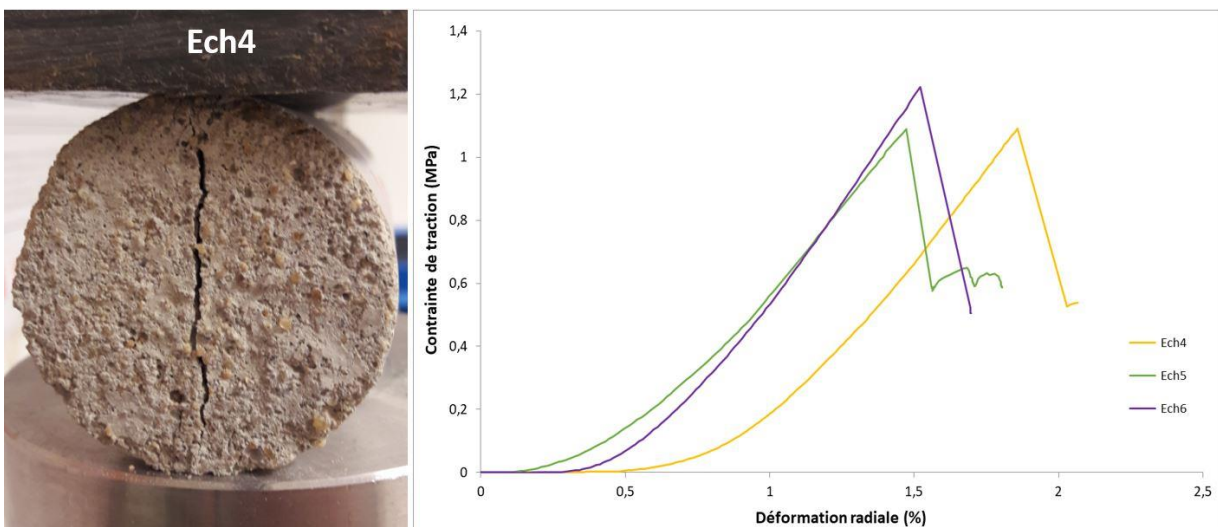 Ech4
1,4
1,2
1
0,8
0,6
0,4
0,2
0
Contrainte de traction (MPa)
0
0,5
1
1,5
2
2,5
Déformation radiale (%)
Ech4
Ech5
Ech6